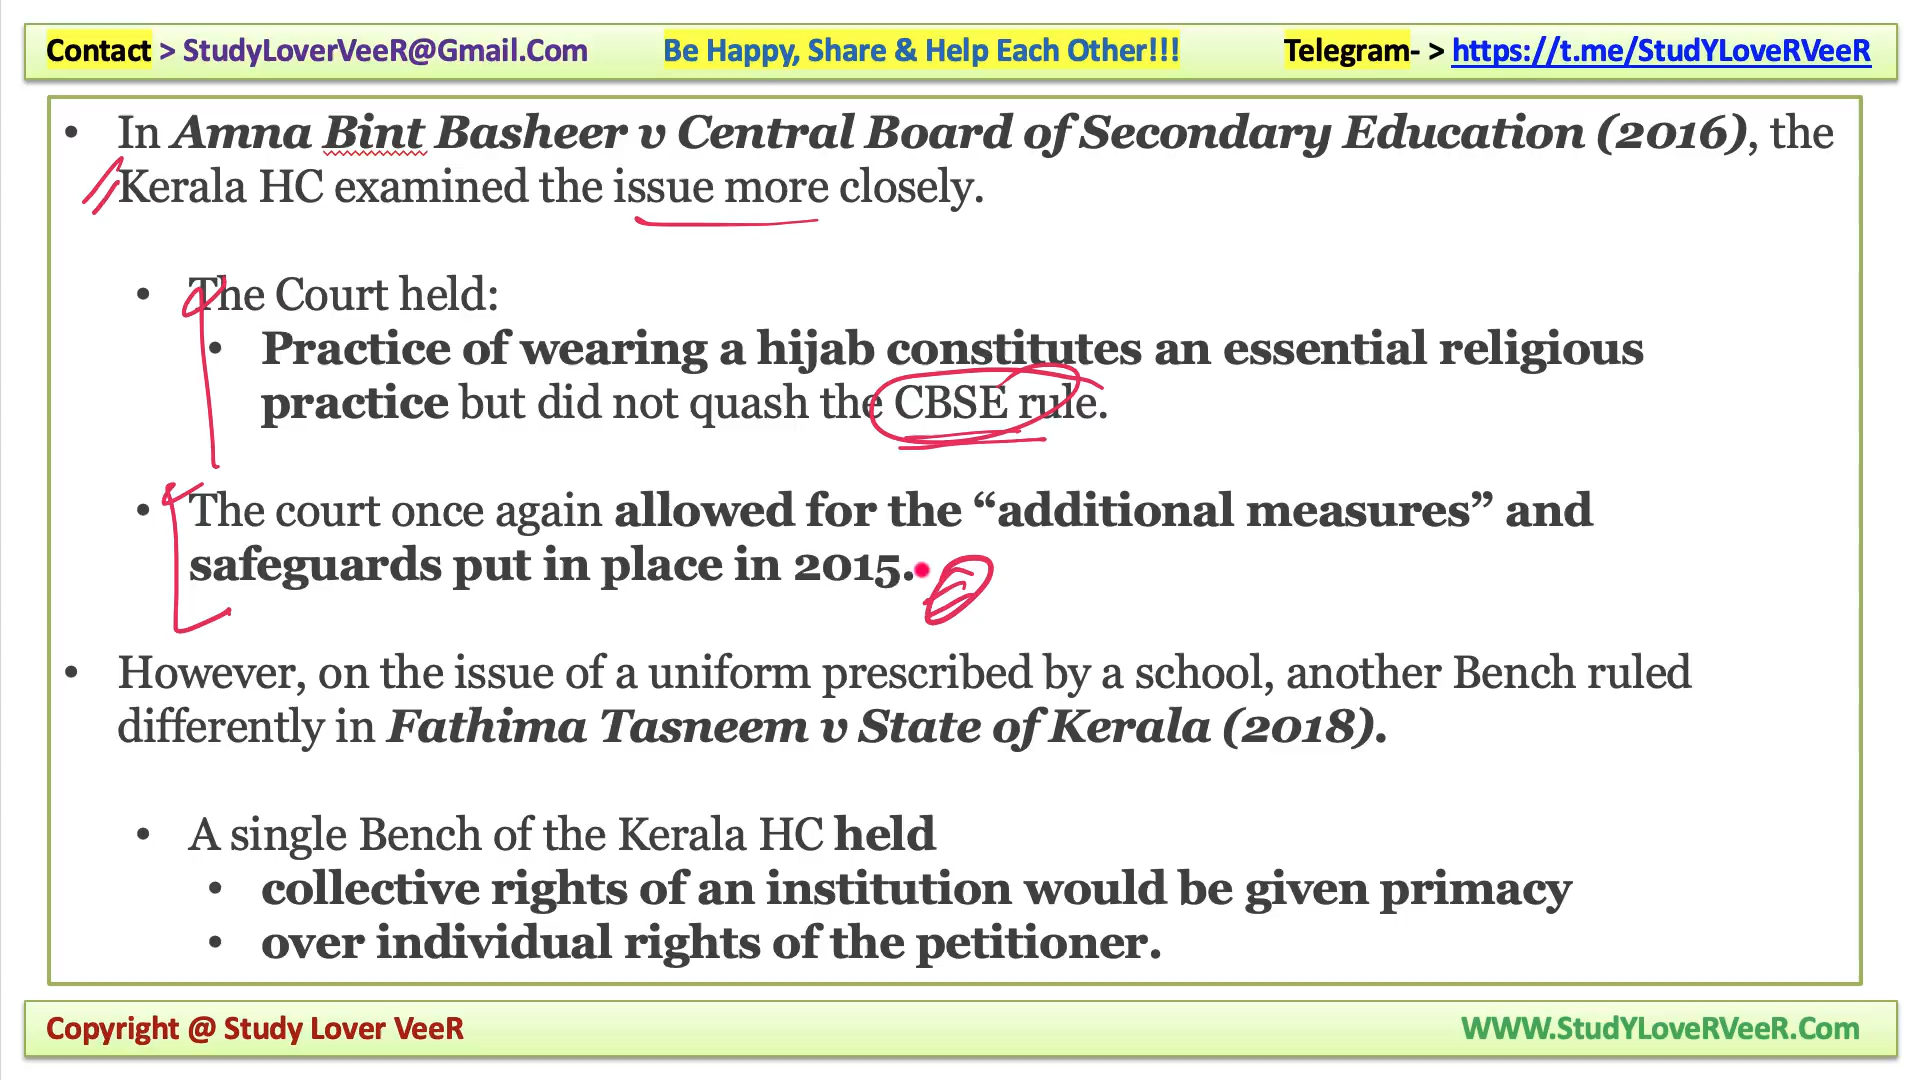 Contact > StudyLoverVeeR@Gmail.Com Be Happy, Share & Help Each Other!!! Telegram- > https://t.me/StudYLoveRVeeR
• In Amna Bint Basheer v Central Board of Secondary Education (2016), the
Kerala HC examined the issue more closely.
• The Court held:
• Practice of wearing a hijab constitutes an essential religious
practice but did not quash the CBSE rule.
• The court once again allowed for the “additional measures” and
safeguards put in place in 2015.
• However, on the issue of a uniform prescribed by a school, another Bench ruled
differently in Fathima Tasneem v State of Kerala (2018).
• A single Bench of the Kerala HC held
• collective rights of an institution would be given primacy
• over individual rights of the petitioner.
Copyright @ Study Lover VeeR WWW.StudYLoveRVeeR.Com